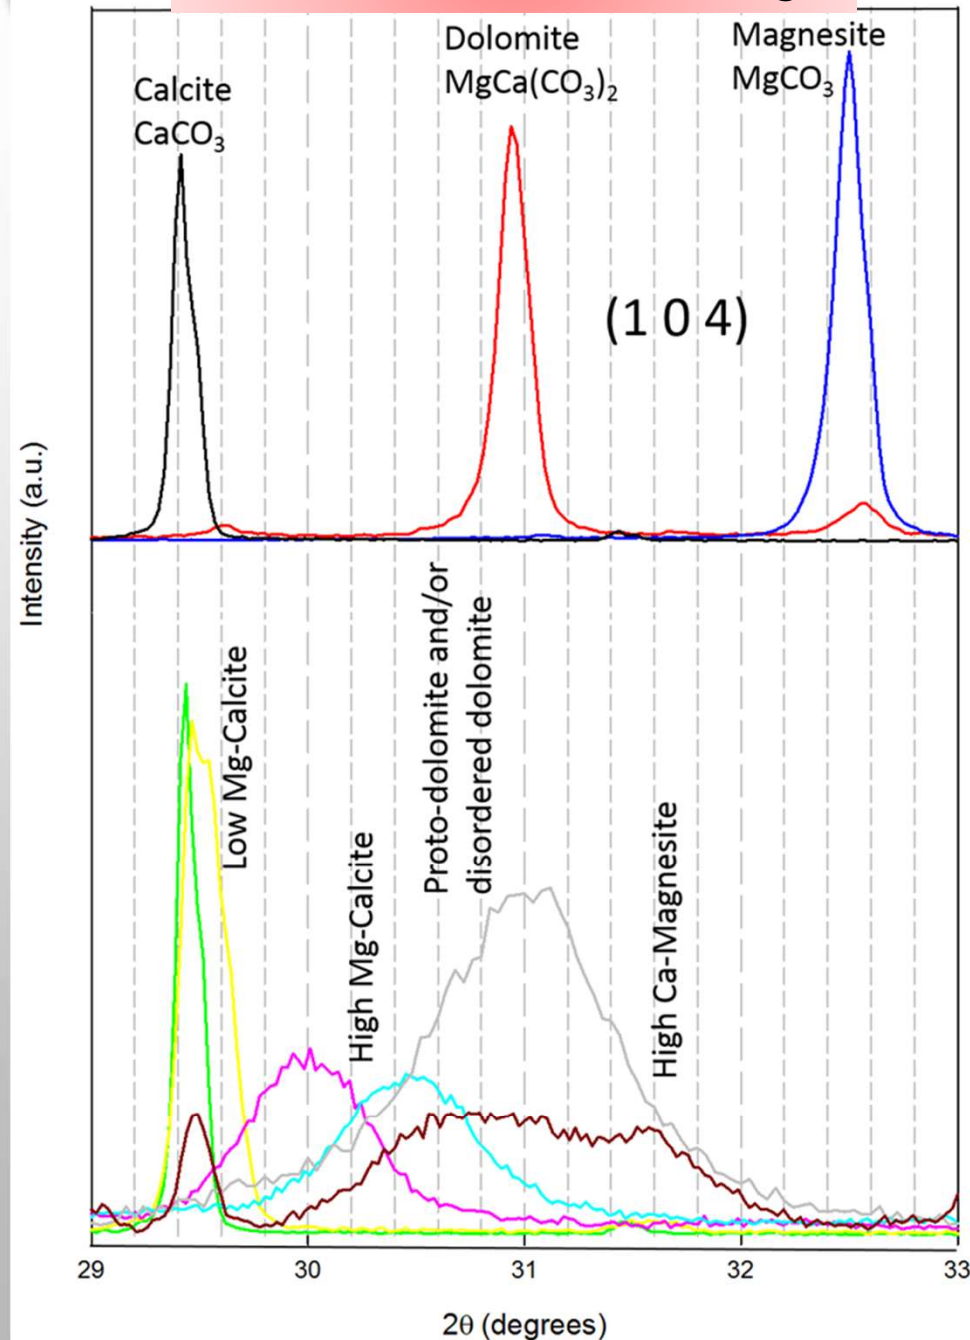 Calcite
CaCO₃
Dolomite
MgCa(CO₃)₂
Magnesite
MgCO₃
(1 0 4)
Intensity (a.u.)
Low Mg-Calcite
High Mg-Calcite
Proto-dolomite and/or
disordered dolomite
High Ca-Magnesite
29
30
31
32
33
2θ (degrees)